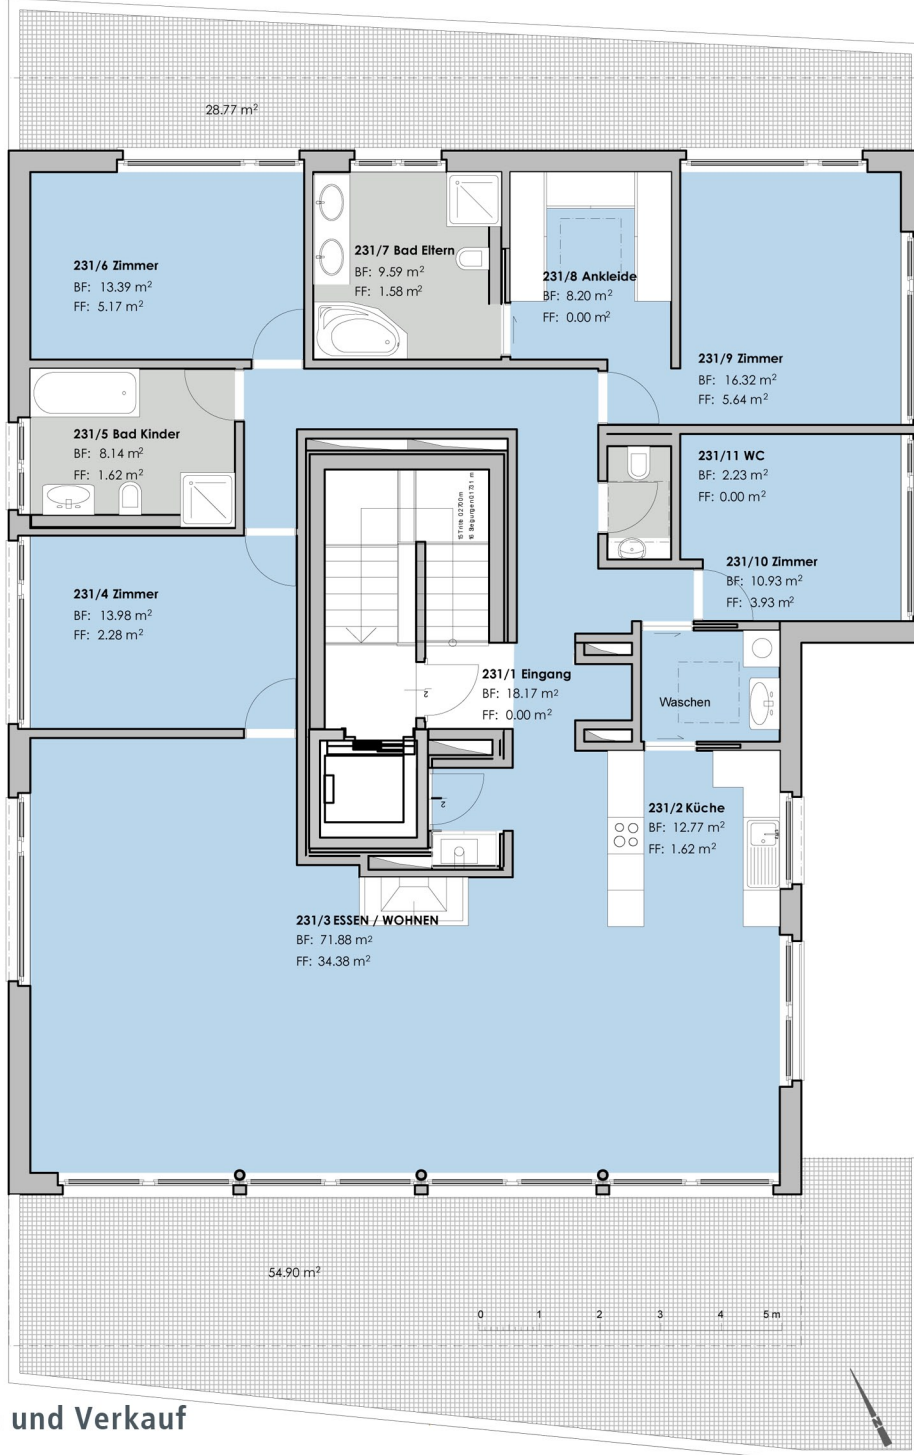 28.77 m²
231/6 Zimmer
BF: 13.39 m²
FF: 5.17 m²
231/7 Bad Eltern
BF: 9.59 m²
FF: 1.58 m²
231/8 Ankleide
BF: 8.20 m²
FF: 0.00 m²
231/9 Zimmer
BF: 16.32 m²
FF: 5.64 m²
231/5 Bad Kinder
BF: 8.14 m²
FF: 1.62 m²
231/11 WC
BF: 2.23 m²
FF: 0.00 m²
231/10 Zimmer
BF: 10.93 m²
FF: 3.93 m²
231/4 Zimmer
BF: 13.98 m²
FF: 2.28 m²
231/1 Eingang
BF: 18.17 m²
FF: 0.00 m²
2
Waschen
2
231/2 Küche
BF: 12.77 m²
FF: 1.62 m²
231/3 ESSEN / WOHNEN
BF: 71.88 m²
FF: 34.38 m²
54.90 m²
0 1 2 3 4 5 m
N
und Verkauf